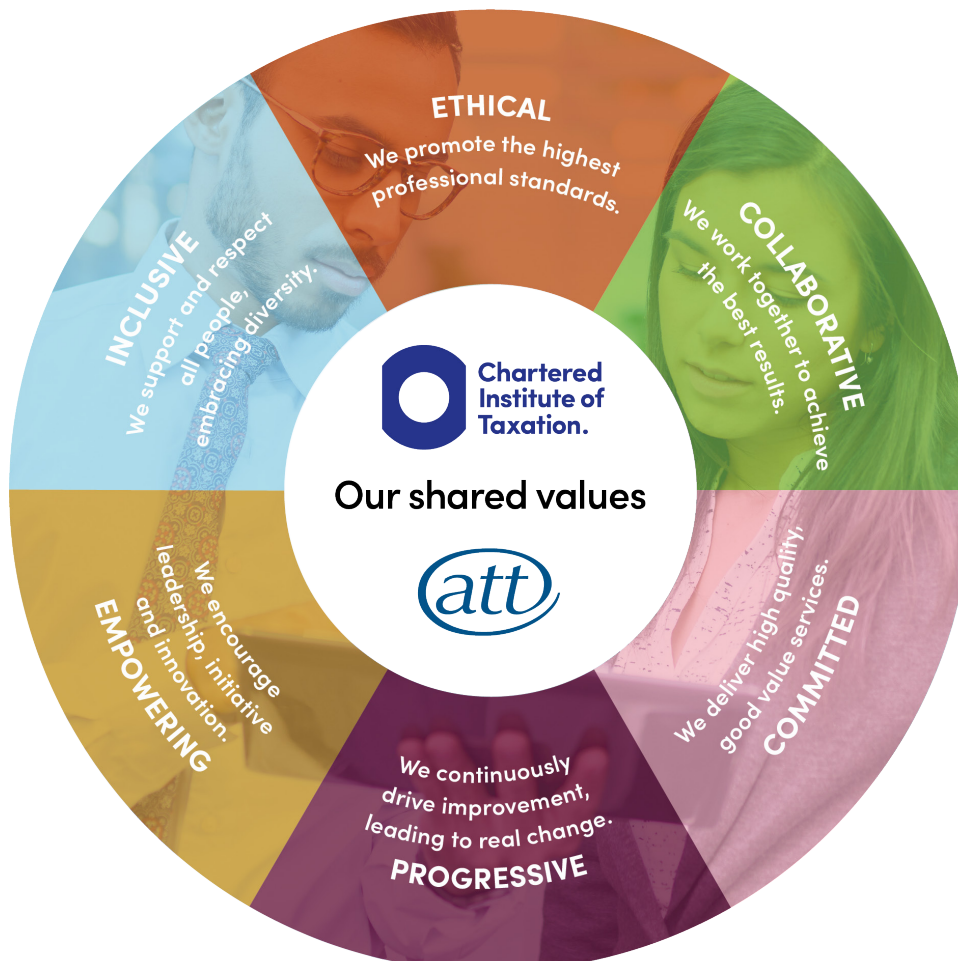 ETHICAL
We promote the highest
professional standards.
COLLABORATIVE
We work together to achieve
the best results.
We deliver high quality,
good value services.
COMMITTED
We continuously
drive improvement,
leading to real change.
PROGRESSIVE
We encourage
leadership, initiative
and innovation.
EMPOWERING
INCLUSIVE
We support and respect
all people,
embracing diversity.
Chartered
Institute of
Taxation.
Our shared values
att